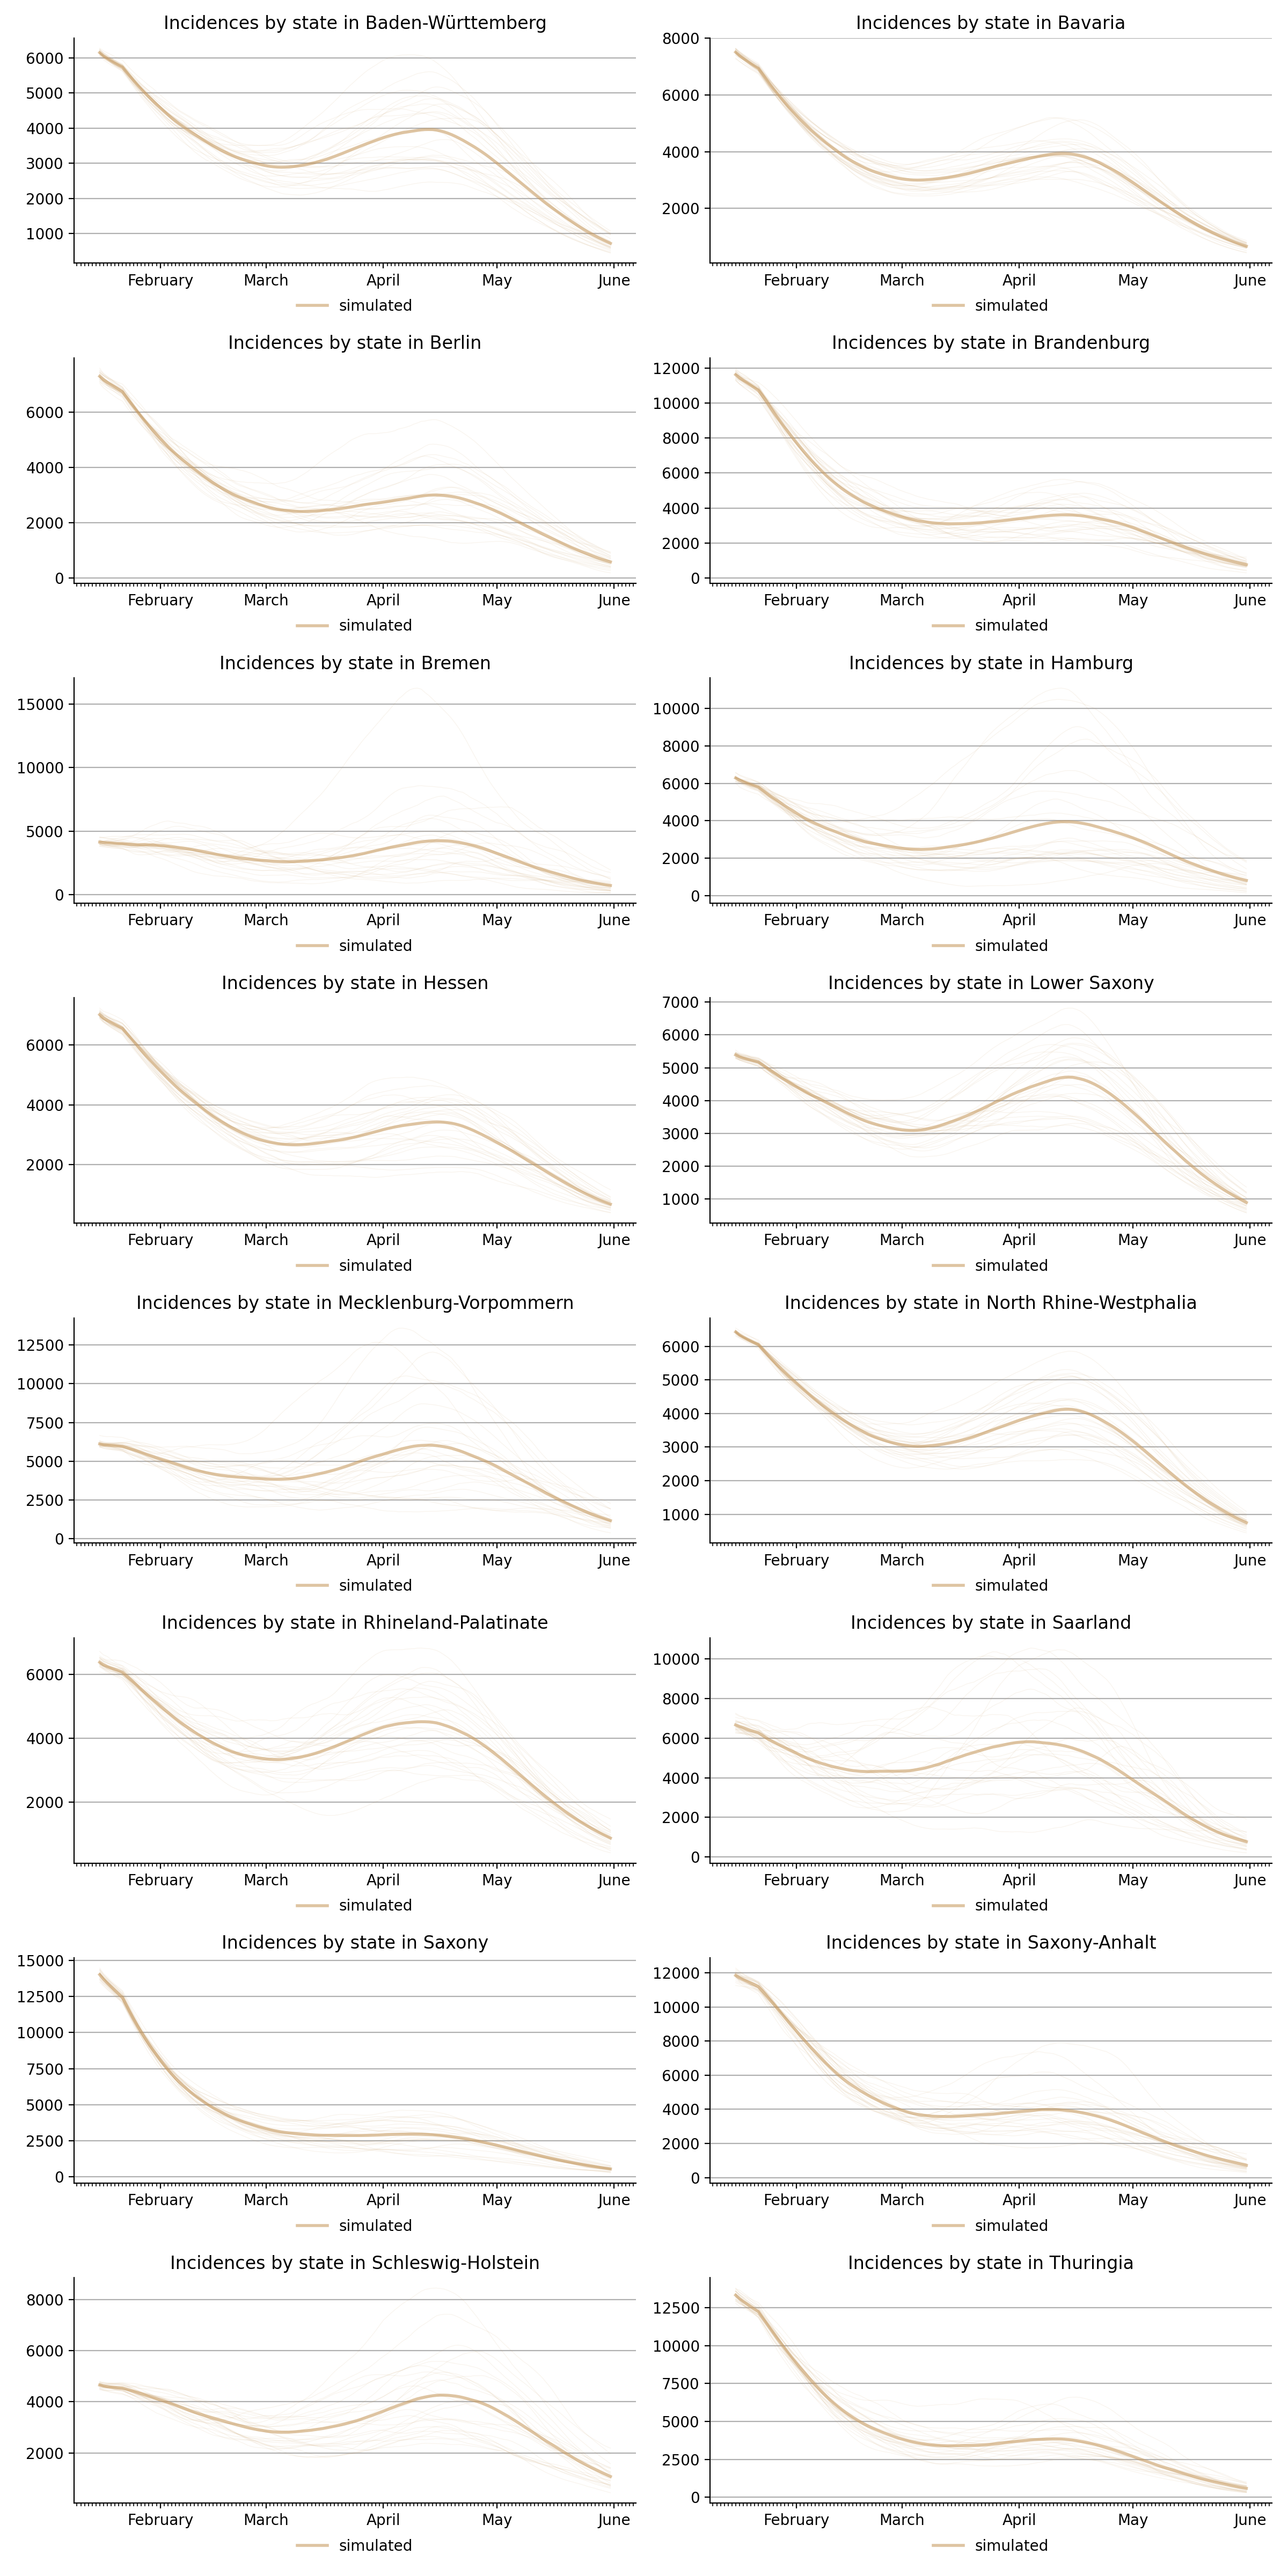 Incidences by state in Baden-Württemberg
6000
5000
4000
3000
2000
1000
February March April May June
simulated
Incidences by state in Bavaria
8000
6000
4000
2000
February March April May June
simulated
Incidences by state in Berlin
6000
4000
2000
0
February March April May June
simulated
Incidences by state in Brandenburg
12000
10000
8000
6000
4000
2000
0
February March April May June
simulated
Incidences by state in Bremen
15000
10000
5000
0
February March April May June
simulated
Incidences by state in Hamburg
10000
8000
6000
4000
2000
0
February March April May June
simulated
Incidences by state in Hessen
6000
4000
2000
February March April May June
simulated
Incidences by state in Lower Saxony
7000
6000
5000
4000
3000
2000
1000
February March April May June
simulated
Incidences by state in Mecklenburg-Vorpommern
12500
10000
7500
5000
2500
0
February March April May June
simulated
Incidences by state in North Rhine-Westphalia
6000
5000
4000
3000
2000
1000
February March April May June
simulated
Incidences by state in Rhineland-Palatinate
6000
4000
2000
February March April May June
simulated
Incidences by state in Saarland
10000
8000
6000
4000
2000
0
February March April May June
simulated
Incidences by state in Saxony
15000
12500
10000
7500
5000
2500
0
February March April May June
simulated
Incidences by state in Saxony-Anhalt
12000
10000
8000
6000
4000
2000
0
February March April May June
simulated
Incidences by state in Schleswig-Holstein
8000
6000
4000
2000
February March April May June
simulated
Incidences by state in Thuringia
12500
10000
7500
5000
2500
0
February March April May June
simulated